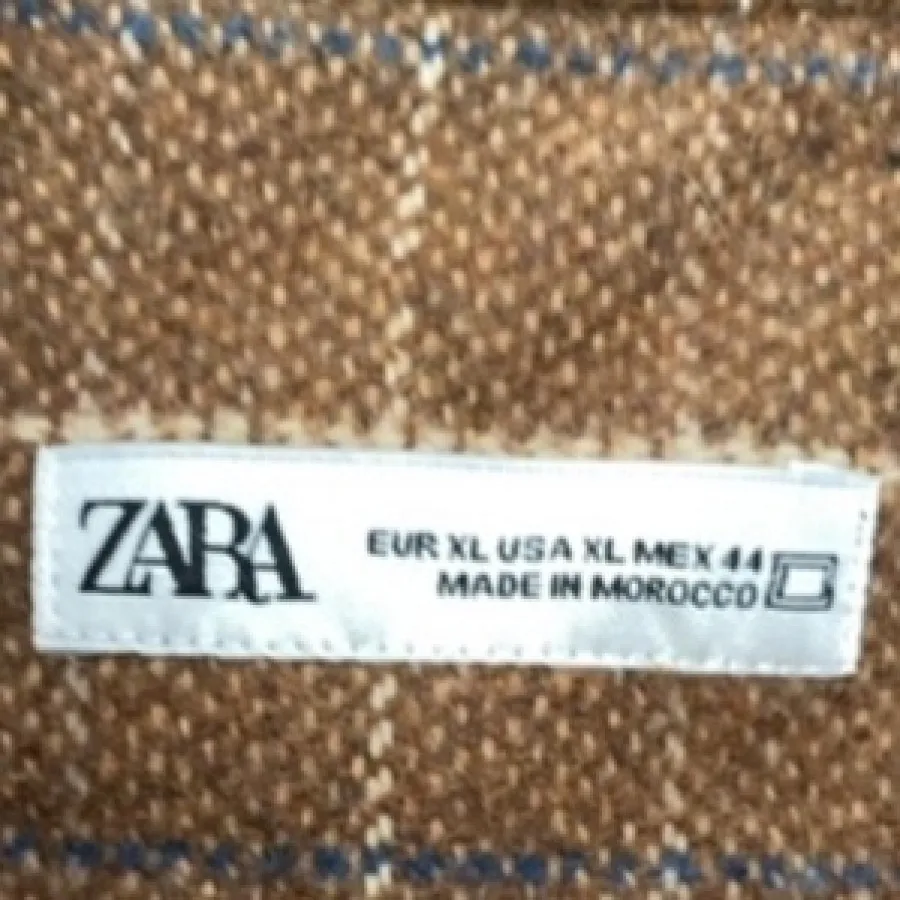 ZARA
EUR XL USA XL MEX 44
MADE IN MOROCCO